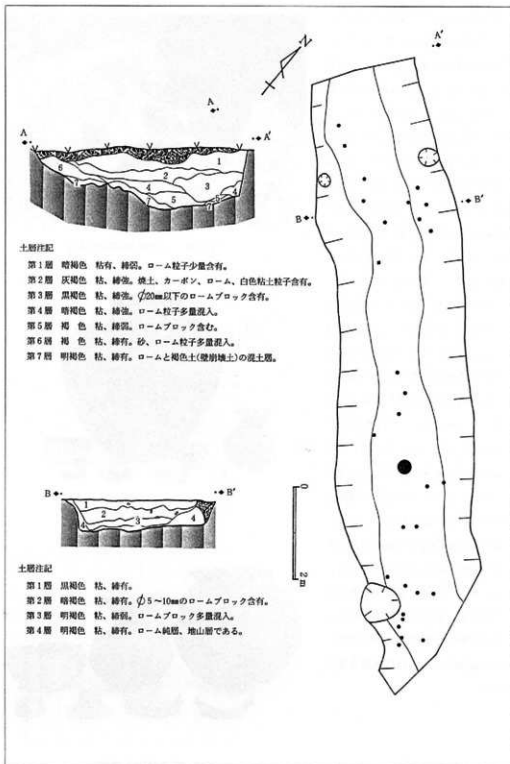 A′
N
A
A
A′
1
6
2
3
4
4
7
5
7
5
B
B′
土層注記
第1層 暗褐色 粘有、締弱。ローム粒子少量含有。
第2層 灰褐色 粘、締強。焼土、カーボン、ローム、白色粘土粒子含有。
第3層 黒褐色 粘、締強。φ20mm以下のロームブロック含有。
第4層 暗褐色 粘、締強。ローム粒子多量混入。
第5層 褐 色 粘、締弱。ロームブロック含む。
第6層 褐 色 粘、締有。砂、ローム粒子多量混入。
第7層 明褐色 粘、締有。ロームと褐色土(壁崩壊土)の混土層。
B
B′
1
2
3
4
4
0
2m
土層注記
第1層 黒褐色 粘、締有。
第2層 暗褐色 粘、締有。φ5~10mmのロームブロック含有。
第3層 明褐色 粘、締弱。ロームブロック多量混入。
第4層 明褐色 粘、締有。ローム純層、地山層である。